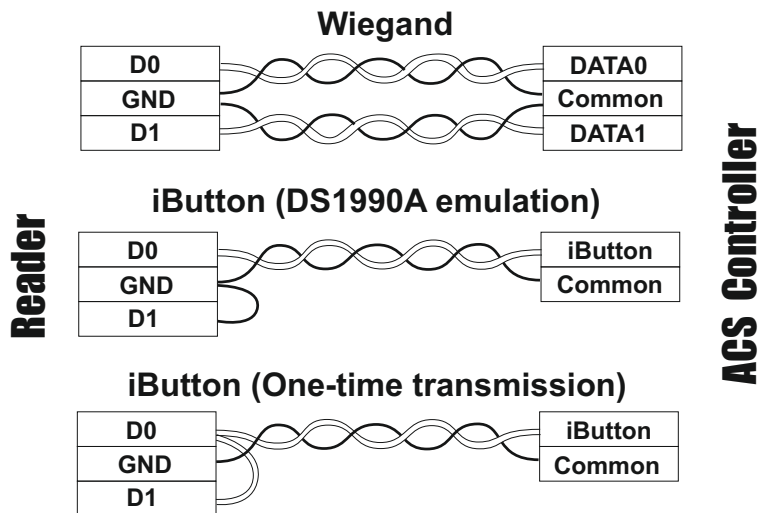 Wiegand
D0
GND
D1
DATA0
Common
DATA1
iButton (DS1990A emulation)
D0
GND
D1
iButton
Common
iButton (One-time transmission)
D0
GND
D1
iButton
Common
Reader
ACS Controller